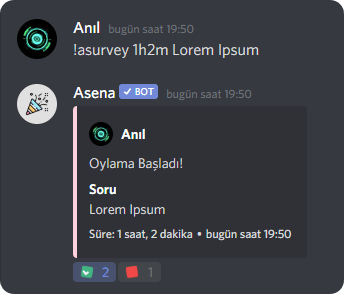 Anıl bugün saat 19:50
!asurvey 1h2m Lorem Ipsum
Asena BOT bugün saat 19:50
Anıl
Oylama Başladı!
Soru
Lorem Ipsum
Süre: 1 saat, 2 dakika • bugün saat 19:50
2 1